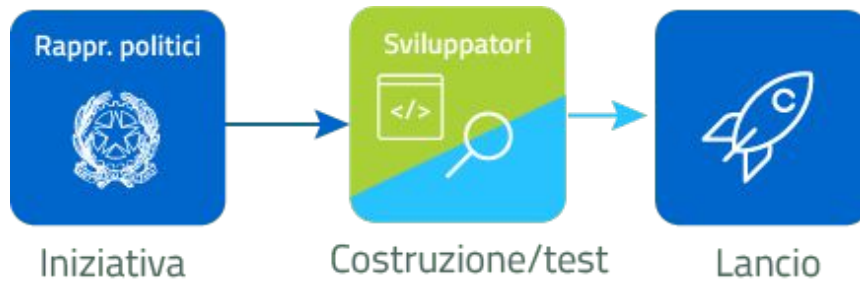 Rappr. politici
Sviluppatori
</>
C
Iniziativa
Costruzione/test
Lancio